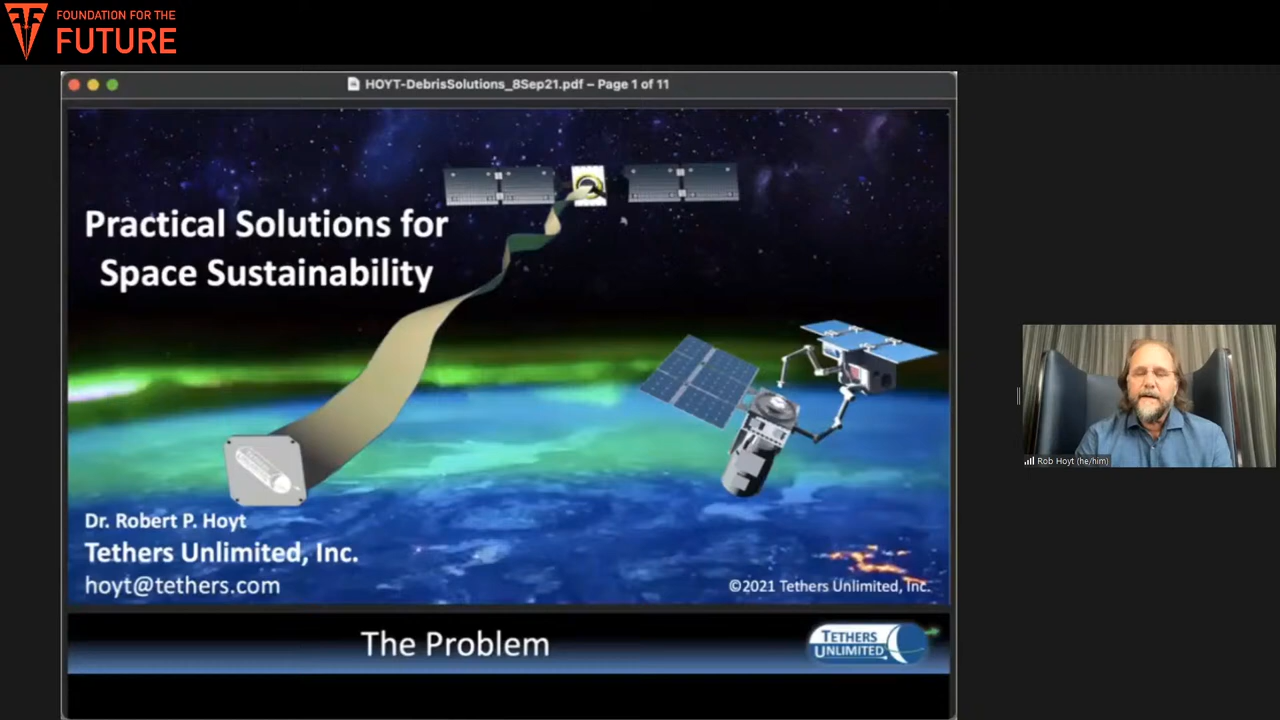 FOUNDATION FOR THE
FUTURE
HOYT-DebrisSolutions_8Sep21.pdf – Page 1 of 11
Practical Solutions for
Space Sustainability
Dr. Robert P. Hoyt
Tethers Unlimited, Inc.
hoyt@tethers.com
©2021 Tethers Unlimited, Inc.
The Problem
TETHERS
UNLIMITED
Rob Hoyt (he/him)